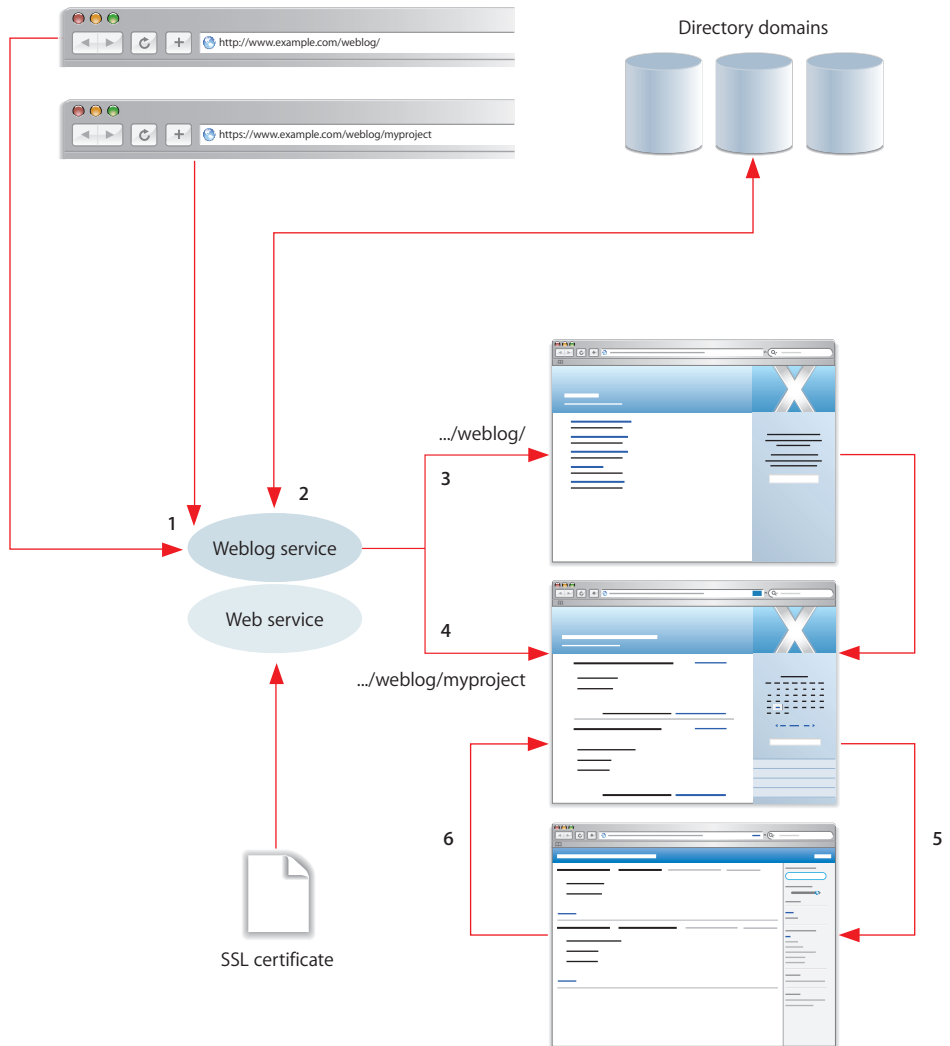 http://www.example.com/weblog/
Directory domains
https://www.example.com/weblog/myproject
.../weblog/
3
2
1
Weblog service
Web service
4
.../weblog/myproject
6
5
SSL certificate